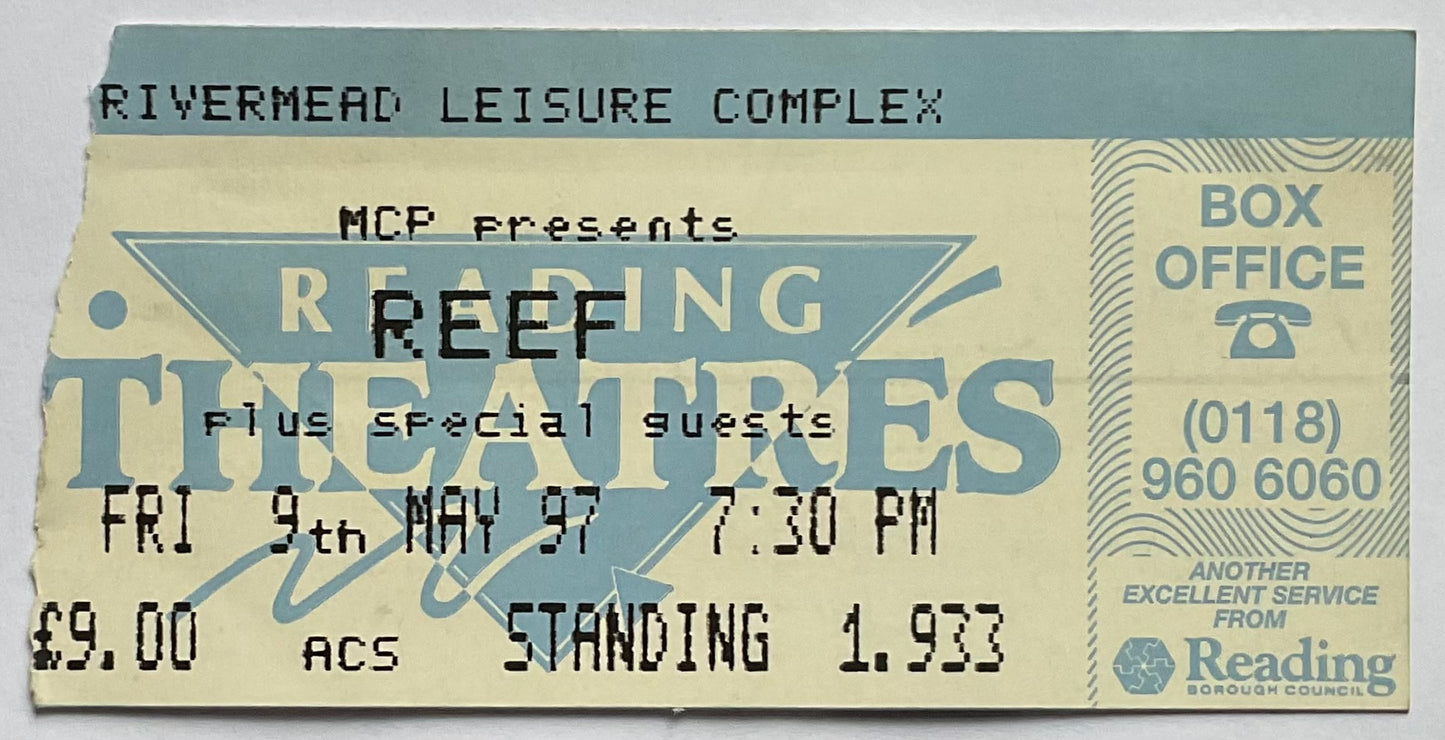 RIVERMEAD LEISURE COMPLEX
MCP presents
READING
REEF
THEATRES
plus special guests
FRI 9th MAY 97 7:30 PM
£9.00 ACS STANDING 1.933
BOX
OFFICE
(0118)
960 6060
ANOTHER
EXCELLENT SERVICE
FROM
Reading
BOROUGH COUNCIL